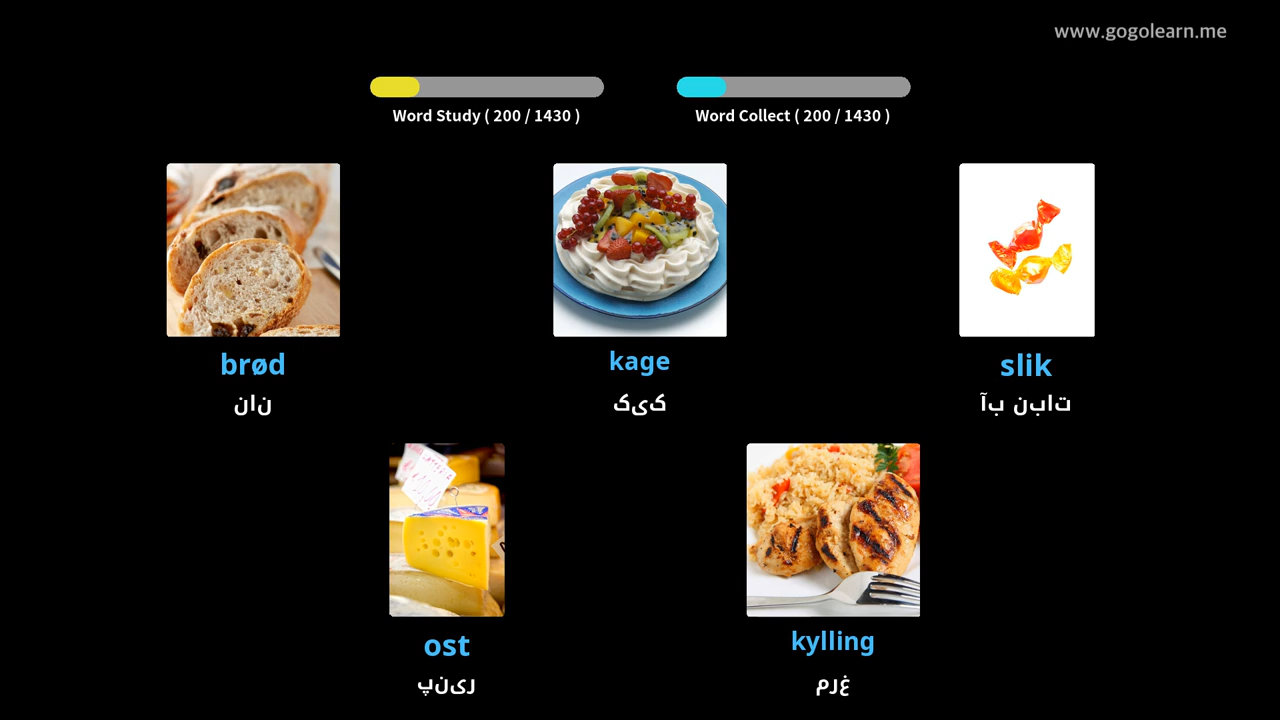 www.gogolearn.me
Word Study ( 200 / 1430 )
Word Collect ( 200 / 1430 )
brød
نان
kage
کیک
slik
آب نبات
ost
پنیر
kylling
مرغ